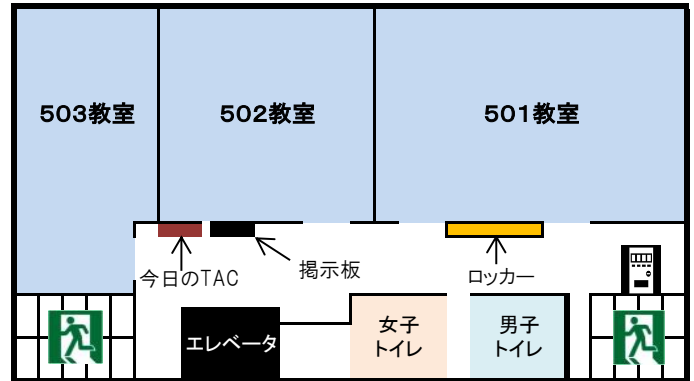 503教室
502教室
501教室
今日のTAC
掲示板
ロッカー
エレベータ
女子
トイレ
男子
トイレ